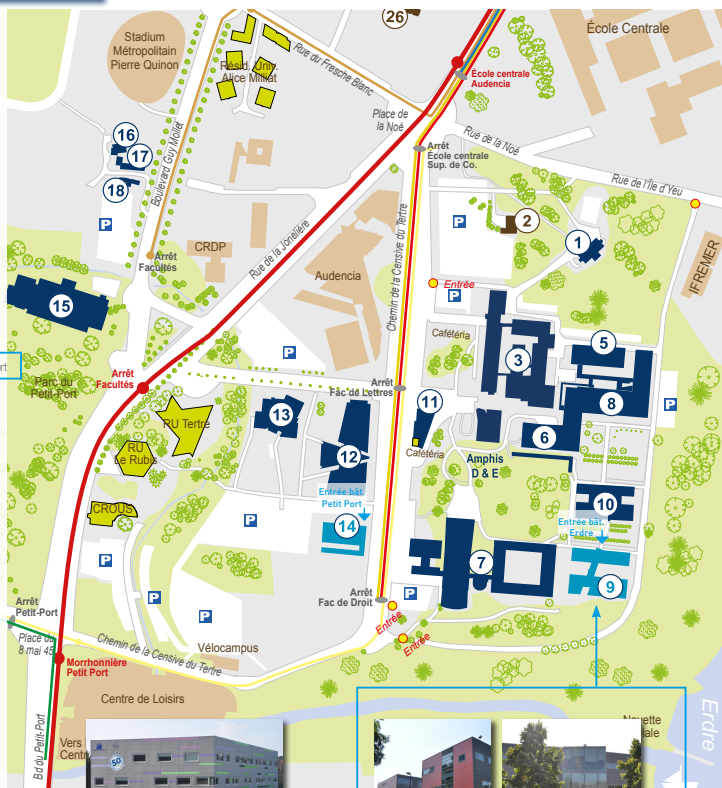 26
Stadium
Métropolitain
Pierre Quinon
Résid. Univ.
Alice Milliat
Rue du Fresche Blanc
École Centrale
École centrale
Audencia
Place de
la Noé
Rue de la Noé
Arrêt
École centrale
Sup. de Co.
Rue de l'Île d'Yeu
16
17
18
Boulevard Guy Mollet
P
P
2
1
CRDP
Arrêt
Facultés
Rue de la Jonelière
Audencia
Chemin de la Censive du Tertre
Entrée
P
IFREMER
15
Cafétéria
3
5
P
Parc du
Petit-Port
Arrêt
Facultés
Arrêt
Fac de Lettres
11
8
P
RU Tertre
13
12
6
RU
Le Rubis
Cafétéria
Amphis
D & E
Entrée bât.
Petit Port
10
CROUS
P
14
Entrée bât.
Erdre
P
7
9
P
P
P
Arrêt
Fac de Droit
Arrêt
Petit-Port
Place du
8 mai 45
Entrée
Entrée
Chemin de la Censive du Tertre
Vélocampus
Morrhonnière
Petit Port
Centre de Loisirs
Bd du Petit-Port
Vers
Erdre
50